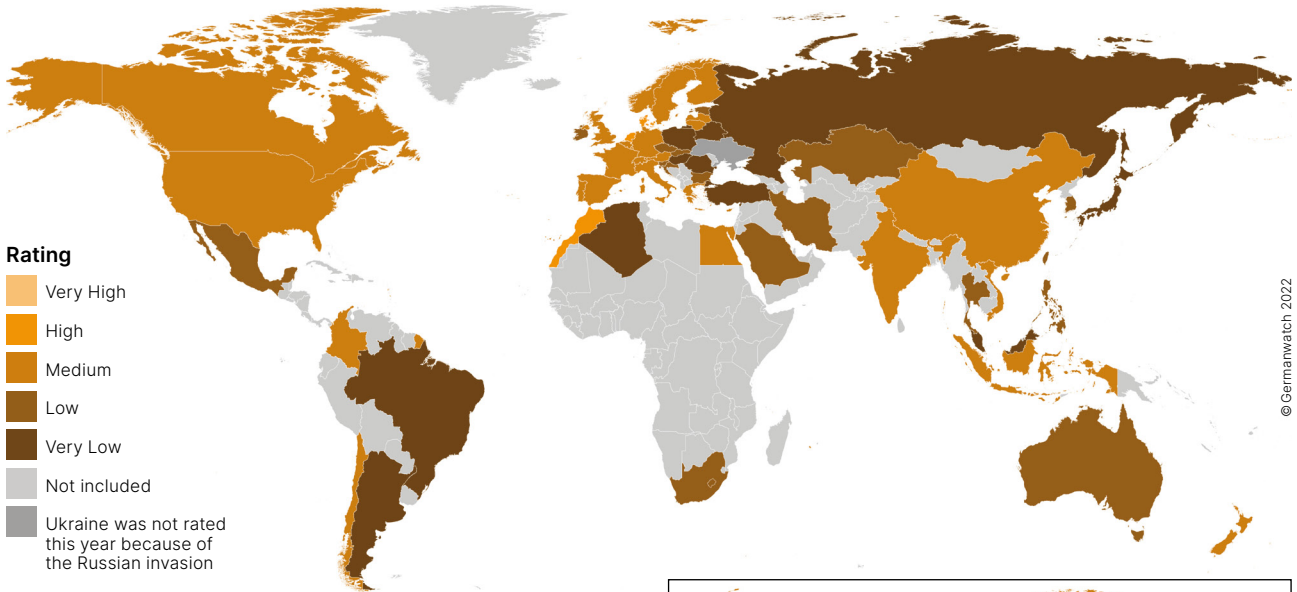 Rating
Very High
High
Medium
Low
Very Low
Not included
Ukraine was not rated
this year because of
the Russian invasion
© Germanwatch 2022